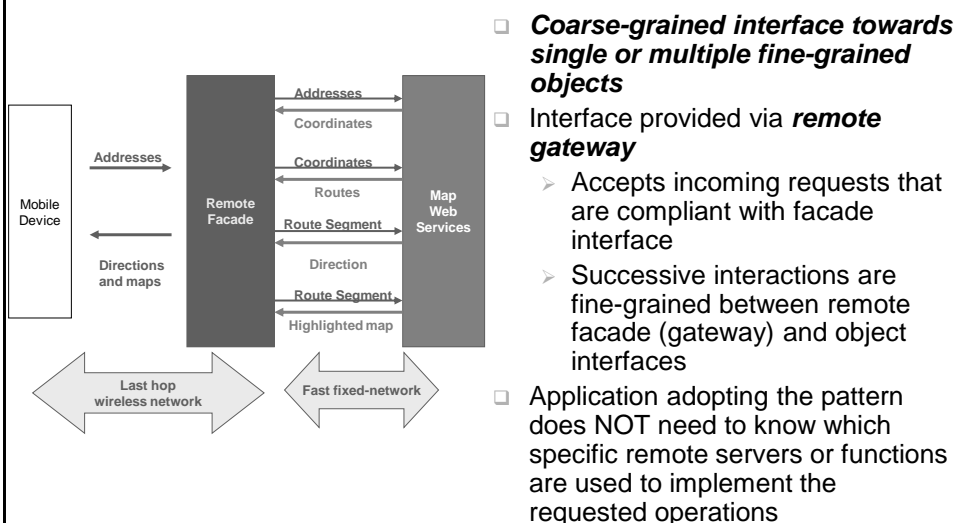 Mobile
Device
Addresses
Directions
and maps
Remote
Facade
Addresses
Coordinates
Coordinates
Routes
Route Segment
Direction
Route Segment
Highlighted map
Map
Web
Services
Last hop
wireless network
Fast fixed-network
Coarse-grained interface towards
single or multiple fine-grained
objects
Interface provided via remote
gateway
Accepts incoming requests that
are compliant with facade
interface
Successive interactions are
fine-grained between remote
facade (gateway) and object
interfaces
Application adopting the pattern
does NOT need to know which
specific remote servers or functions
are used to implement the
requested operations